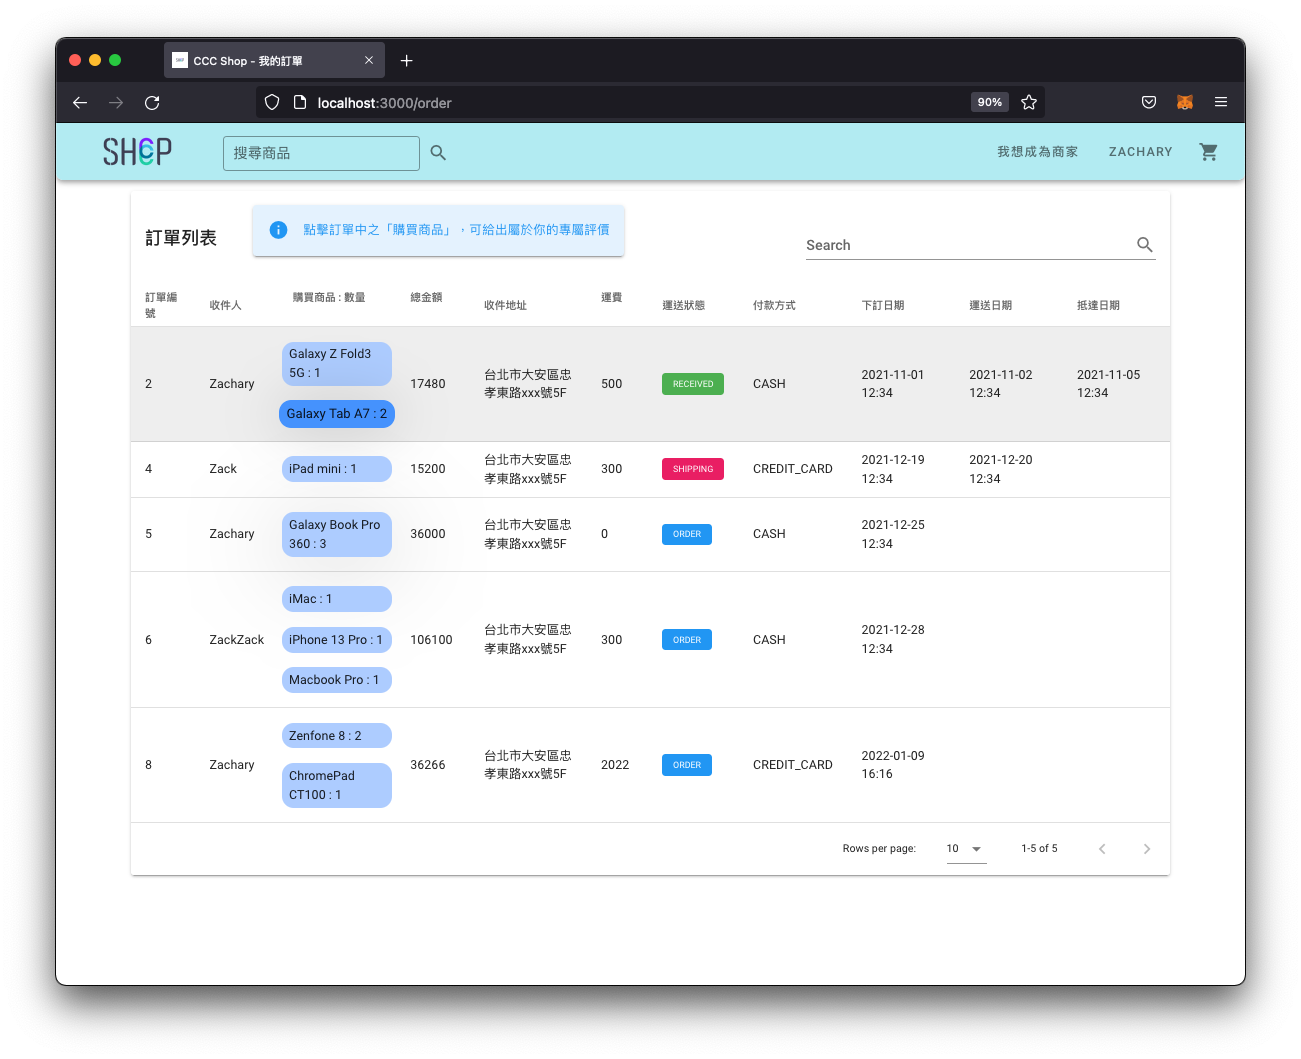 CCC Shop - 我的訂單
localhost:3000/order
90%
SHCP
搜尋商品
我想成為商家
ZACHARY
訂單列表
點擊訂單中之「購買商品」，可給出屬於你的專屬評價
Search
訂單編
號
收件人
購買商品 : 數量
總金額
收件地址
運費
運送狀態
付款方式
下訂日期
運送日期
抵達日期
2
Zachary
Galaxy Z Fold3
5G : 1
Galaxy Tab A7 : 2
17480
台北市大安區忠
孝東路xxx號5F
500
RECEIVED
CASH
2021-11-01
12:34
2021-11-02
12:34
2021-11-05
12:34
4
Zack
iPad mini : 1
15200
台北市大安區忠
孝東路xxx號5F
300
SHIPPING
CREDIT_CARD
2021-12-19
12:34
2021-12-20
12:34
5
Zachary
Galaxy Book Pro
360 : 3
36000
台北市大安區忠
孝東路xxx號5F
0
ORDER
CASH
2021-12-25
12:34
6
ZackZack
iMac : 1
iPhone 13 Pro : 1
Macbook Pro : 1
106100
台北市大安區忠
孝東路xxx號5F
300
ORDER
CASH
2021-12-28
12:34
8
Zachary
Zenfone 8 : 2
ChromePad
CT100 : 1
36266
台北市大安區忠
孝東路xxx號5F
2022
ORDER
CREDIT_CARD
2022-01-09
16:16
Rows per page:
10
1-5 of 5